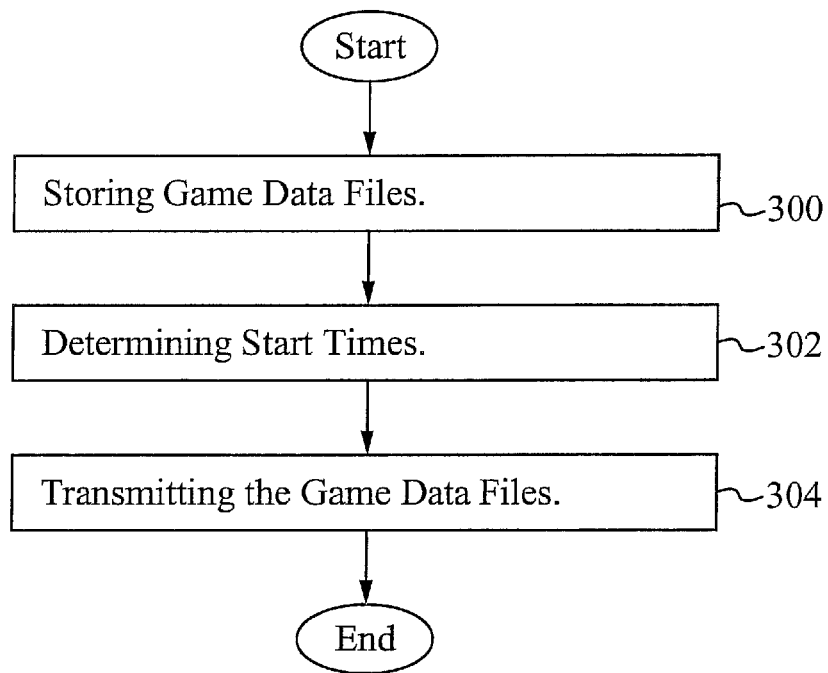 Start
Storing Game Data Files.
300
Determining Start Times.
302
Transmitting the Game Data Files.
304
End